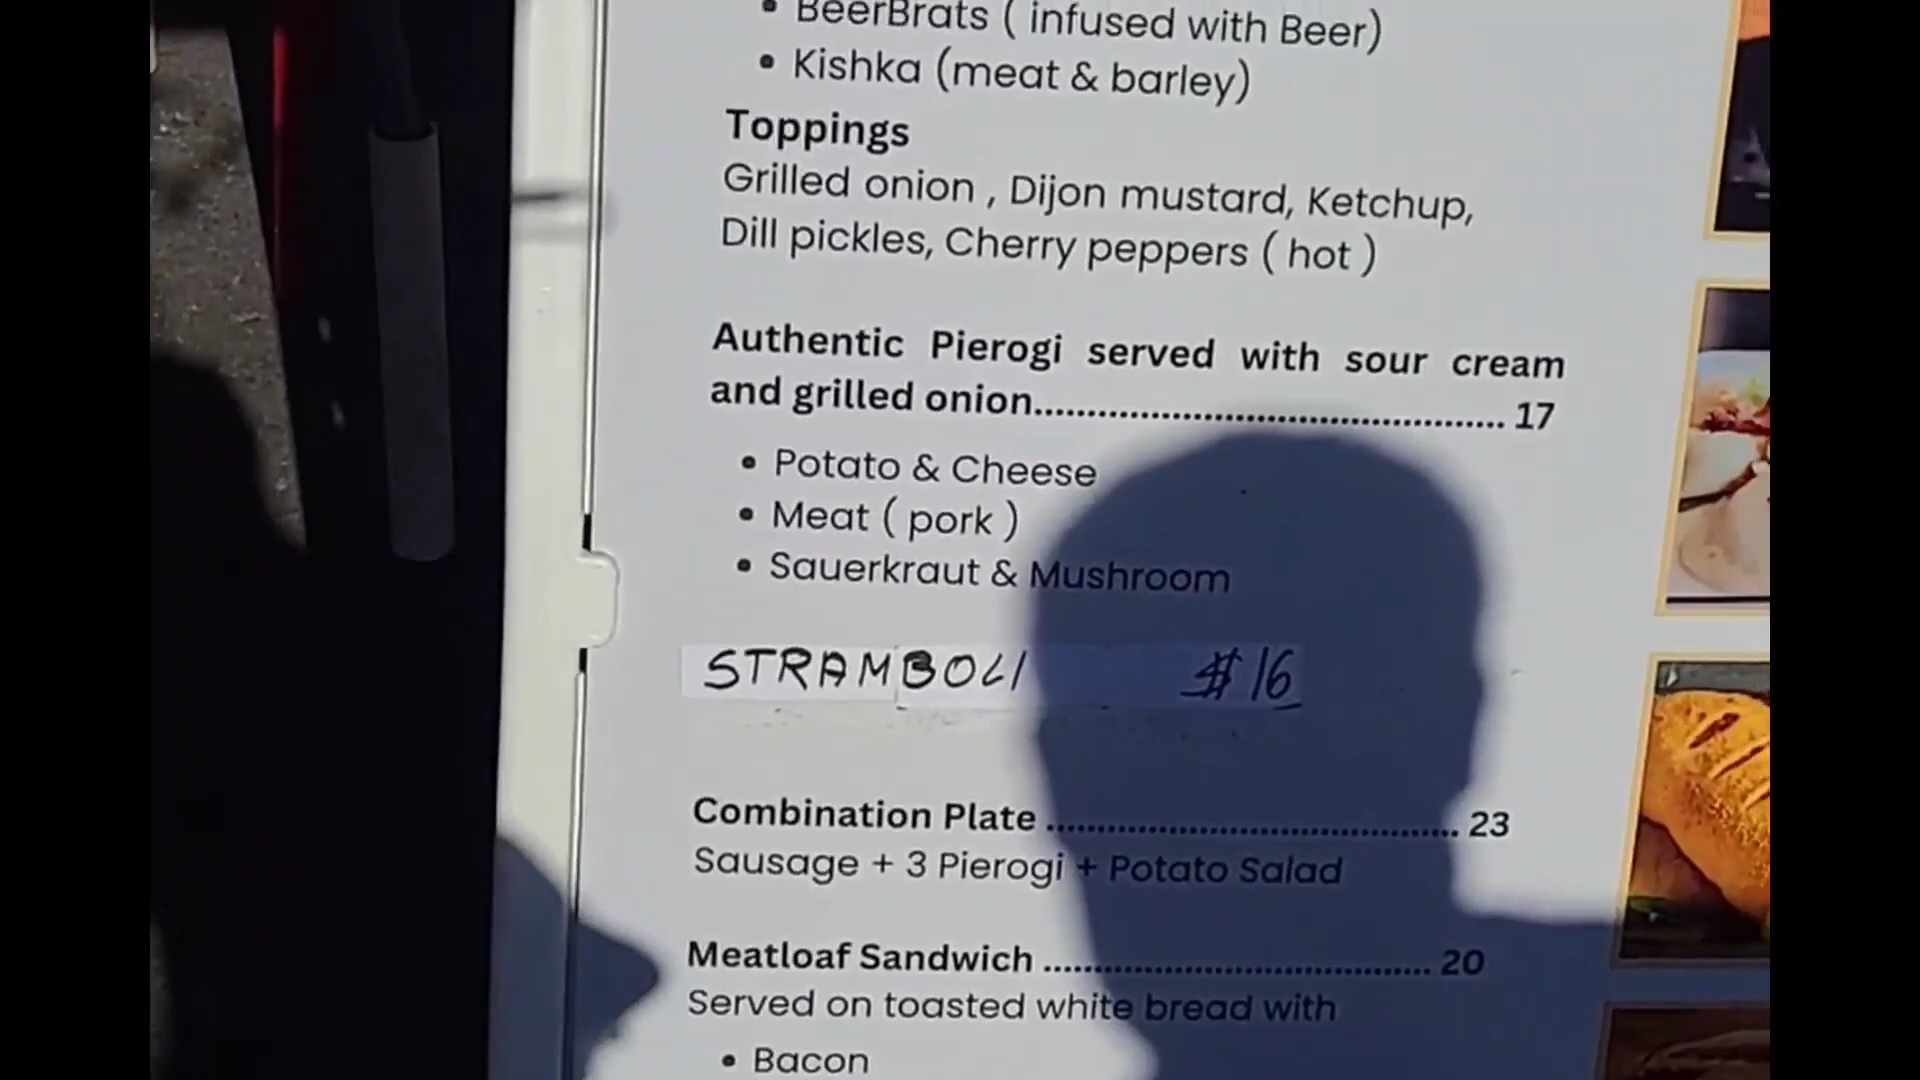 • BeerBrats ( infused with Beer)
• Kishka (meat & barley)
Toppings
Grilled onion , Dijon mustard, Ketchup,
Dill pickles, Cherry peppers ( hot )
Authentic Pierogi served with sour cream
and grilled onion............................................. 17
• Potato & Cheese
• Meat ( pork )
• Sauerkraut & Mushroom
STRAMBOLI $16
Combination Plate ........................................ 23
Sausage + 3 Pierogi + Potato Salad
Meatloaf Sandwich ...................................... 20
Served on toasted white bread with
• Bacon